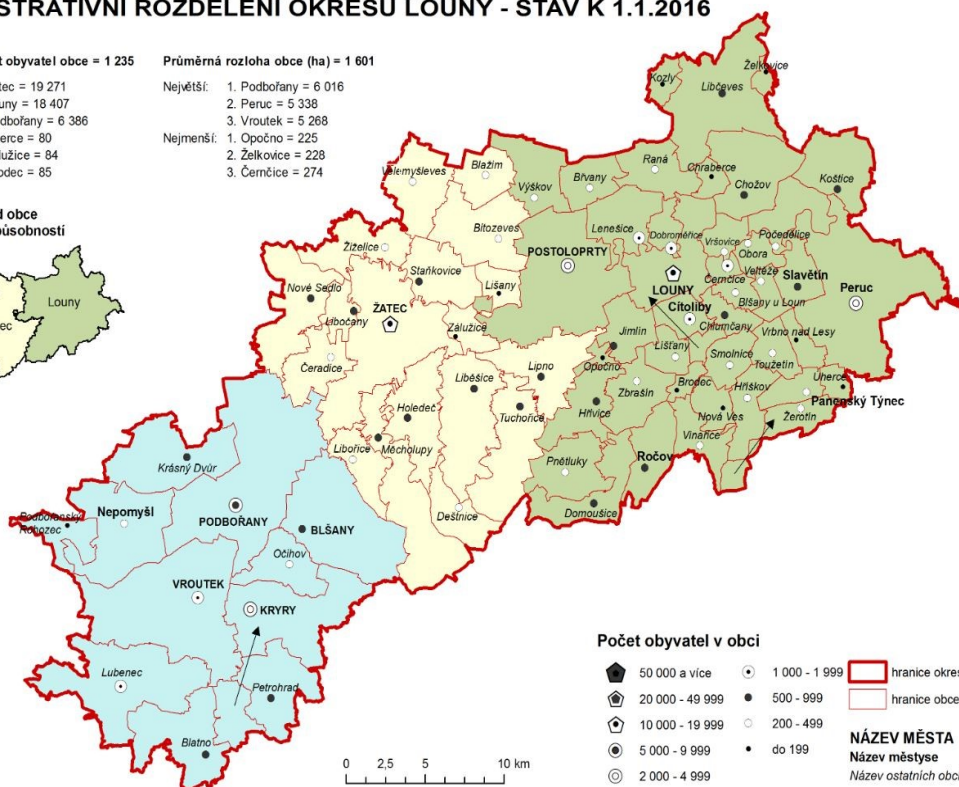 STRATIVNÍ ROZDĚLENÍ OKRESU LOUNY - STAV K 1.1.2016
t obyvatel obce = 1 235
tec = 19 271
uny = 18 407
dbořany = 6 386
erce = 80
lužice = 84
odec = 85
Průměrná rozloha obce (ha) = 1 601
Největší: 1. Podbořany = 6 016
2. Peruc = 5 338
3. Vroutek = 5 268
Nejmenší: 1. Opočno = 225
2. Želkovice = 228
3. Černčice = 274
d obce
působností
Louny
ec
Kozly
Želkovice
Libčeves
Velemyšleves
Blažim
Výškov
Břvany
Raná
Chraberce
Chožov
Koštice
Žiželice
Bitozeves
POSTOLOPRTY
Lenešice
Dobroměřice
Vršovice
Počedělice
Obora
Nové Sedlo
Staňkovice
Lišany
LOUNY
Černčice
Veltěže
Slavětín
Peruc
Libočany
ŽATEC
Zálužice
Cítoliby
Blšany u Loun
Chlumčany
Jimlín
Lišťany
Vrbno nad Lesy
Čeradice
Opočno
Smolnice
Toužetín
Liběšice
Lipno
Zbrašín
Brodec
Hříškov
Úherce
Holedeč
Tuchořice
Hřivice
Nová Ves
Panenský Týnec
Žerotín
Libořice
Měcholupy
Vinařice
Krásný Dvůr
Pnětluky
Ročov
Deštnice
Domoušice
Podbořanský Rohozec
Nepomyšl
PODBOŘANY
BLŠANY
Očihov
VROUTEK
KRYRY
Lubenec
Petrohrad
Blatno
0 2,5 5 10 km
Počet obyvatel v obci
50 000 a více
20 000 - 49 999
10 000 - 19 999
5 000 - 9 999
2 000 - 4 999
1 000 - 1 999
500 - 999
200 - 499
do 199
hranice okres
hranice obce
NÁZEV MĚSTA
Název městyse
Název ostatních obcí